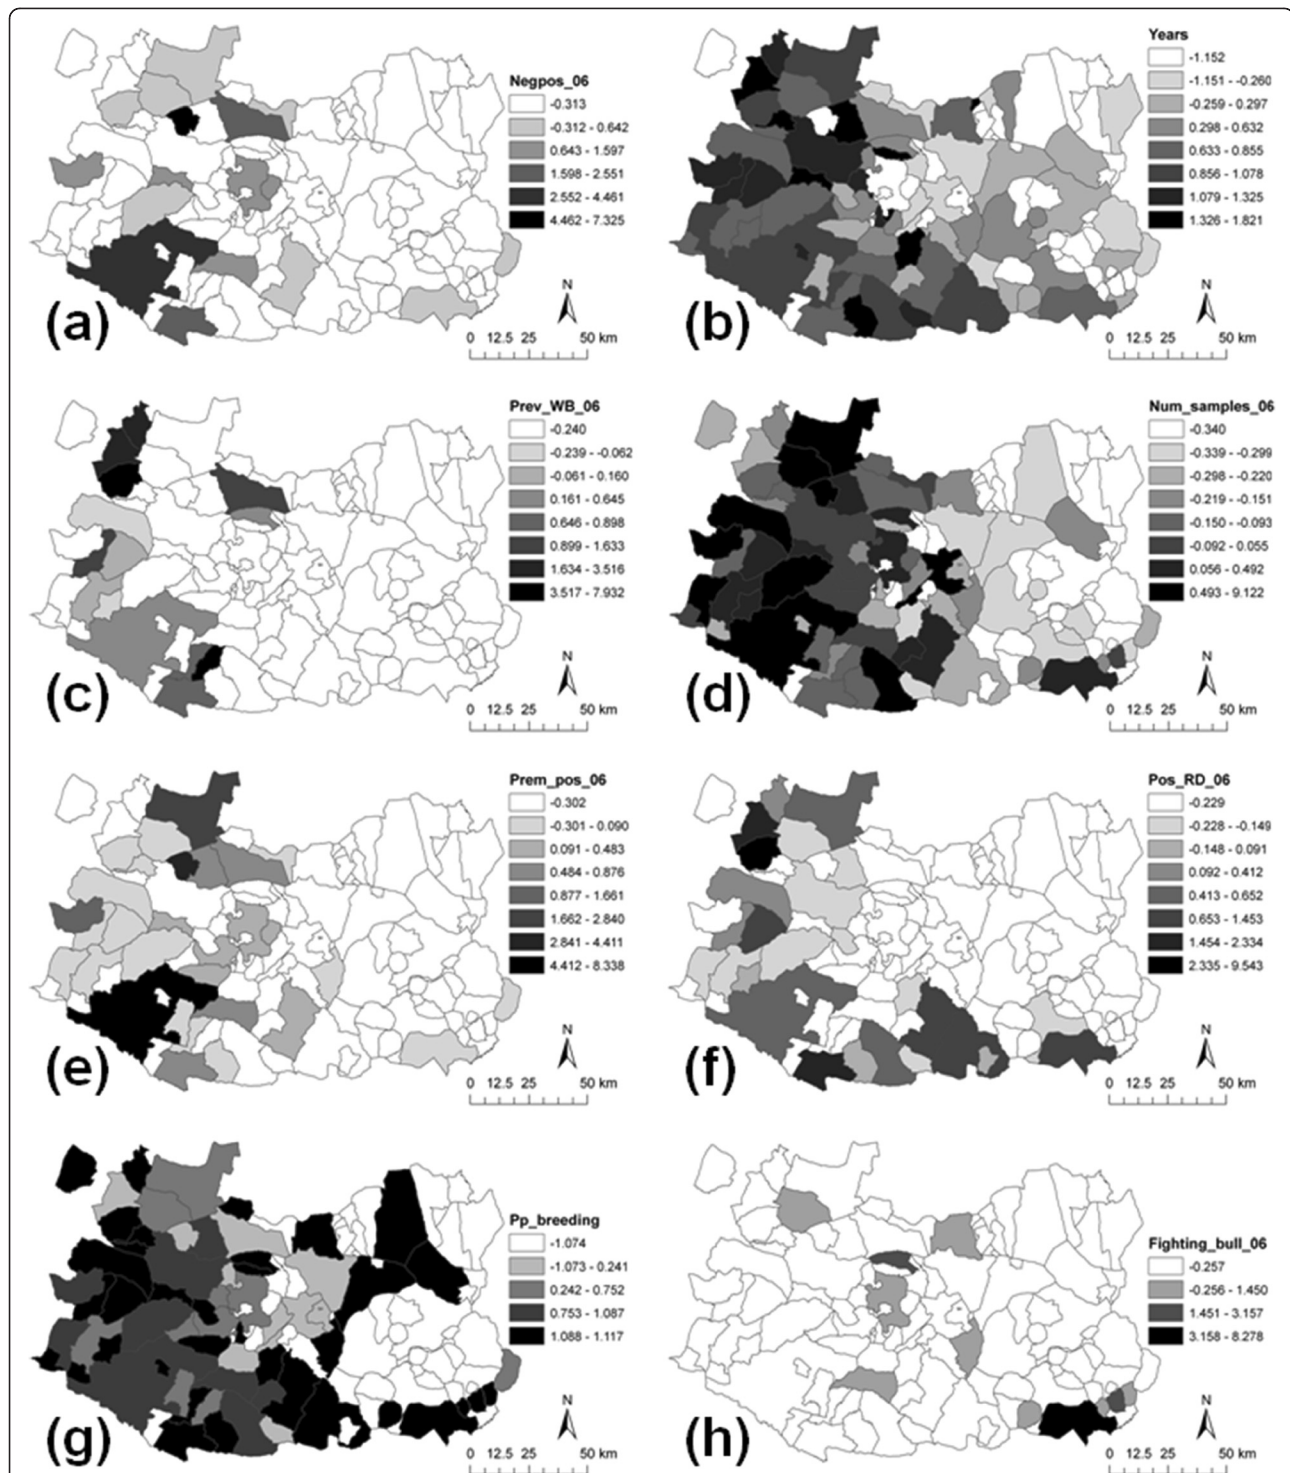 Negpos_06
-0.313
-0.312 - 0.642
0.643 - 1.597
1.598 - 2.551
2.552 - 4.461
4.462 - 7.325
N
(a)
0 12.5 25 50 km
Years
-1.152
-1.151 - -0.260
-0.259 - 0.297
0.298 - 0.632
0.633 - 0.855
0.856 - 1.078
1.079 - 1.325
1.326 - 1.821
N
(b)
0 12.5 25 50 km
Prev_WB_06
-0.240
-0.239 - -0.062
-0.061 - 0.160
0.161 - 0.645
0.646 - 0.898
0.899 - 1.633
1.634 - 3.516
3.517 - 7.932
N
(c)
0 12.5 25 50 km
Num_samples_06
-0.340
-0.339 - -0.299
-0.298 - -0.220
-0.219 - -0.151
-0.150 - -0.093
-0.092 - 0.055
0.056 - 0.492
0.493 - 9.122
N
(d)
0 12.5 25 50 km
Prem_pos_06
-0.302
-0.301 - 0.090
0.091 - 0.483
0.484 - 0.876
0.877 - 1.661
1.662 - 2.840
2.841 - 4.411
4.412 - 8.338
N
(e)
0 12.5 25 50 km
Pos_RD_06
-0.229
-0.228 - -0.149
-0.148 - 0.091
0.092 - 0.412
0.413 - 0.652
0.653 - 1.453
1.454 - 2.334
2.335 - 9.543
N
(f)
0 12.5 25 50 km
Pp_breeding
-1.074
-1.073 - 0.241
0.242 - 0.752
0.753 - 1.087
1.088 - 1.117
N
(g)
0 12.5 25 50 km
Fighting_bull_06
-0.257
-0.256 - 1.450
1.451 - 3.157
3.158 - 8.278
N
(h)
0 12.5 25 50 km